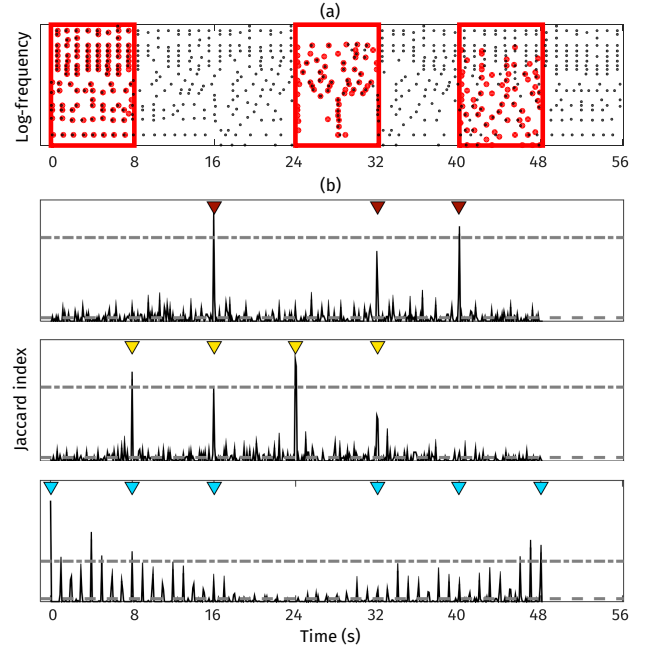 (a)
Log-frequency
0 8 16 24 32 40 48 56
(b)
Jaccard index
0 8 16 24 32 40 48 56
Time (s)